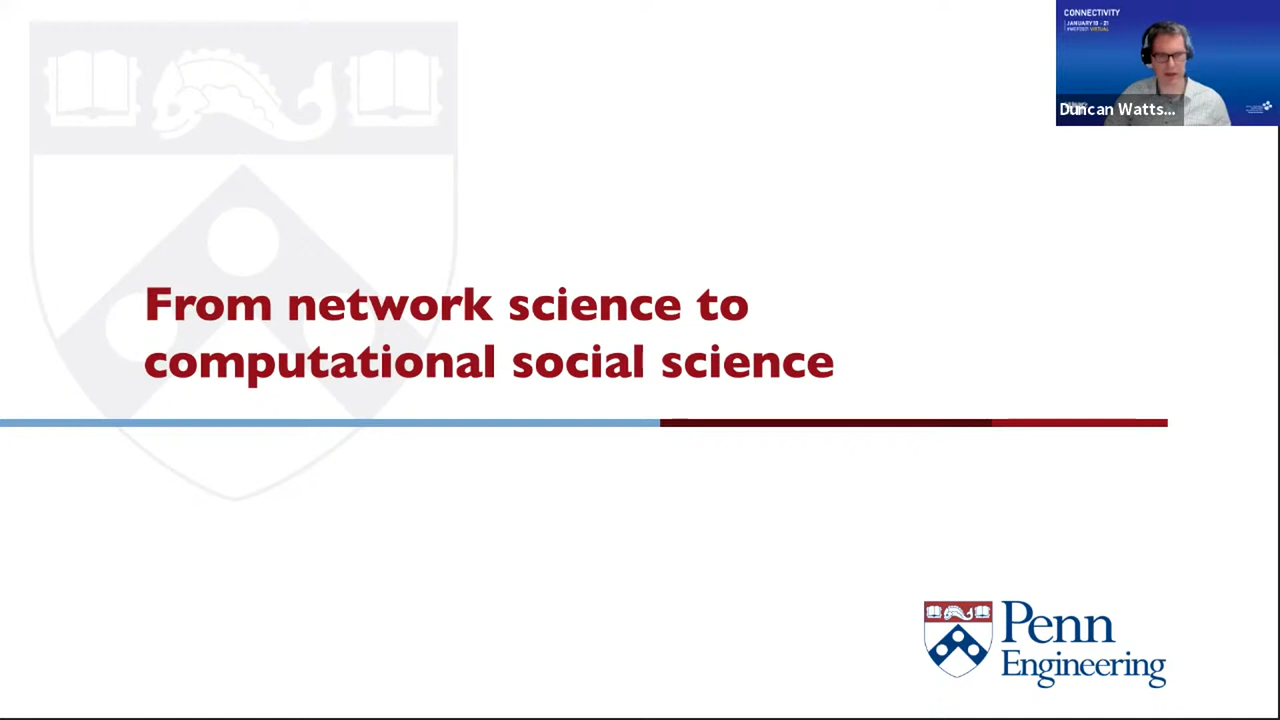 CONNECTIVITY
Duncan Watts...
From network science to
computational social science
Penn
Engineering